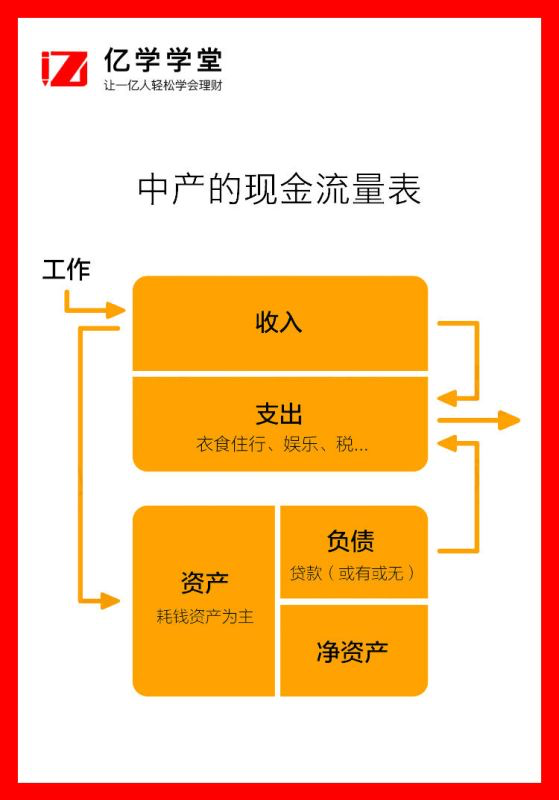 亿学学堂
让一亿人轻松学会理财
中产的现金流量表
工作
收入
支出
衣食住行、娱乐、税...
资产
耗钱资产为主
负债
贷款（或有或无）
净资产